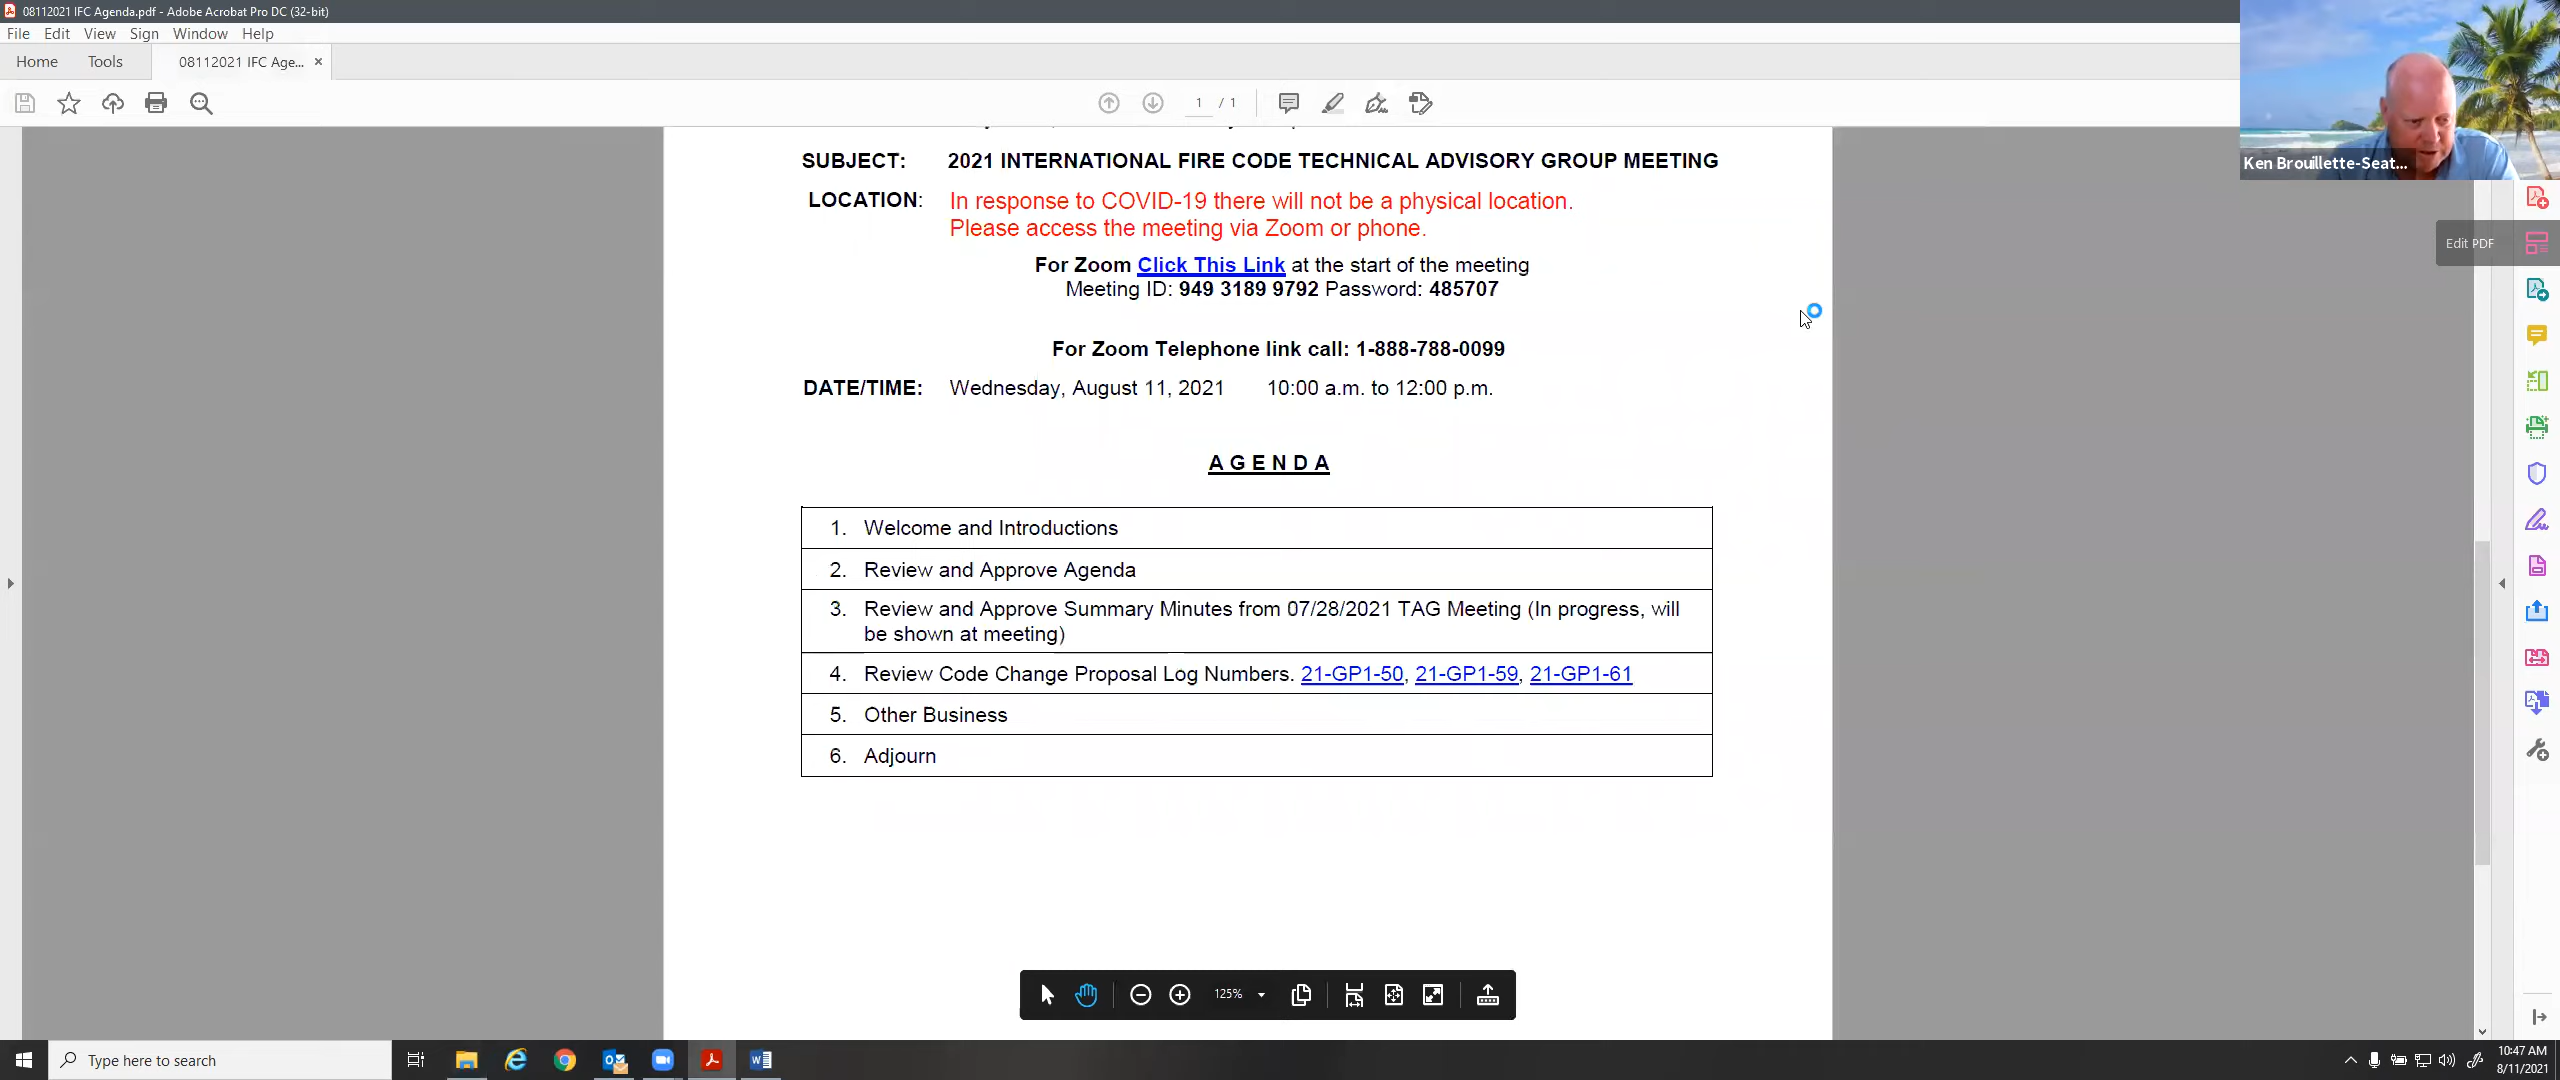 08112021 IFC Agenda.pdf - Adobe Acrobat Pro DC (32-bit)
File Edit View Sign Window Help
Home Tools 08112021 IFC Age... ×
1 / 1
SUBJECT: 2021 INTERNATIONAL FIRE CODE TECHNICAL ADVISORY GROUP MEETING
Ken Brouillette-Seat...
LOCATION: In response to COVID-19 there will not be a physical location.
Please access the meeting via Zoom or phone.
Edit PDF
For Zoom Click This Link at the start of the meeting
Meeting ID: 949 3189 9792 Password: 485707
For Zoom Telephone link call: 1-888-788-0099
DATE/TIME: Wednesday, August 11, 2021 10:00 a.m. to 12:00 p.m.
AGENDA
1. Welcome and Introductions
2. Review and Approve Agenda
3. Review and Approve Summary Minutes from 07/28/2021 TAG Meeting (In progress, will
be shown at meeting)
4. Review Code Change Proposal Log Numbers. 21-GP1-50, 21-GP1-59, 21-GP1-61
5. Other Business
6. Adjourn
125%
Type here to search
10:47 AM
8/11/2021